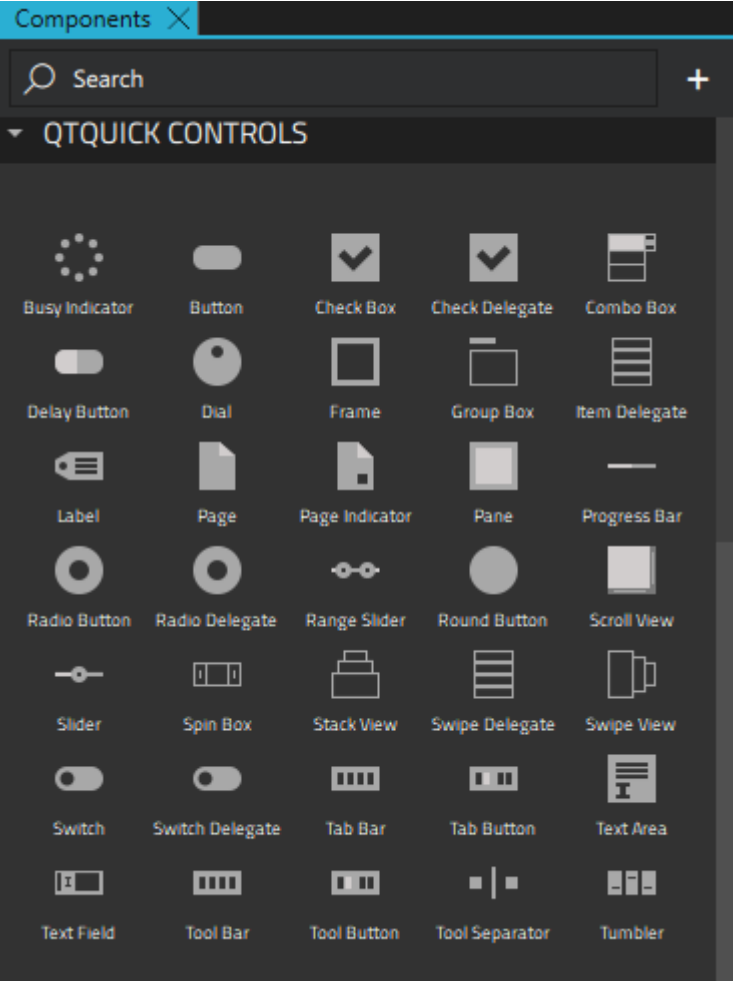 Components
Search
QTQUICK CONTROLS
Busy Indicator Button Check Box Check Delegate Combo Box
Delay Button Dial Frame Group Box Item Delegate
Label Page Page Indicator Pane Progress Bar
Radio Button Radio Delegate Range Slider Round Button Scroll View
Slider Spin Box Stack View Swipe Delegate Swipe View
Switch Switch Delegate Tab Bar Tab Button Text Area
Text Field Tool Bar Tool Button Tool Separator Tumbler